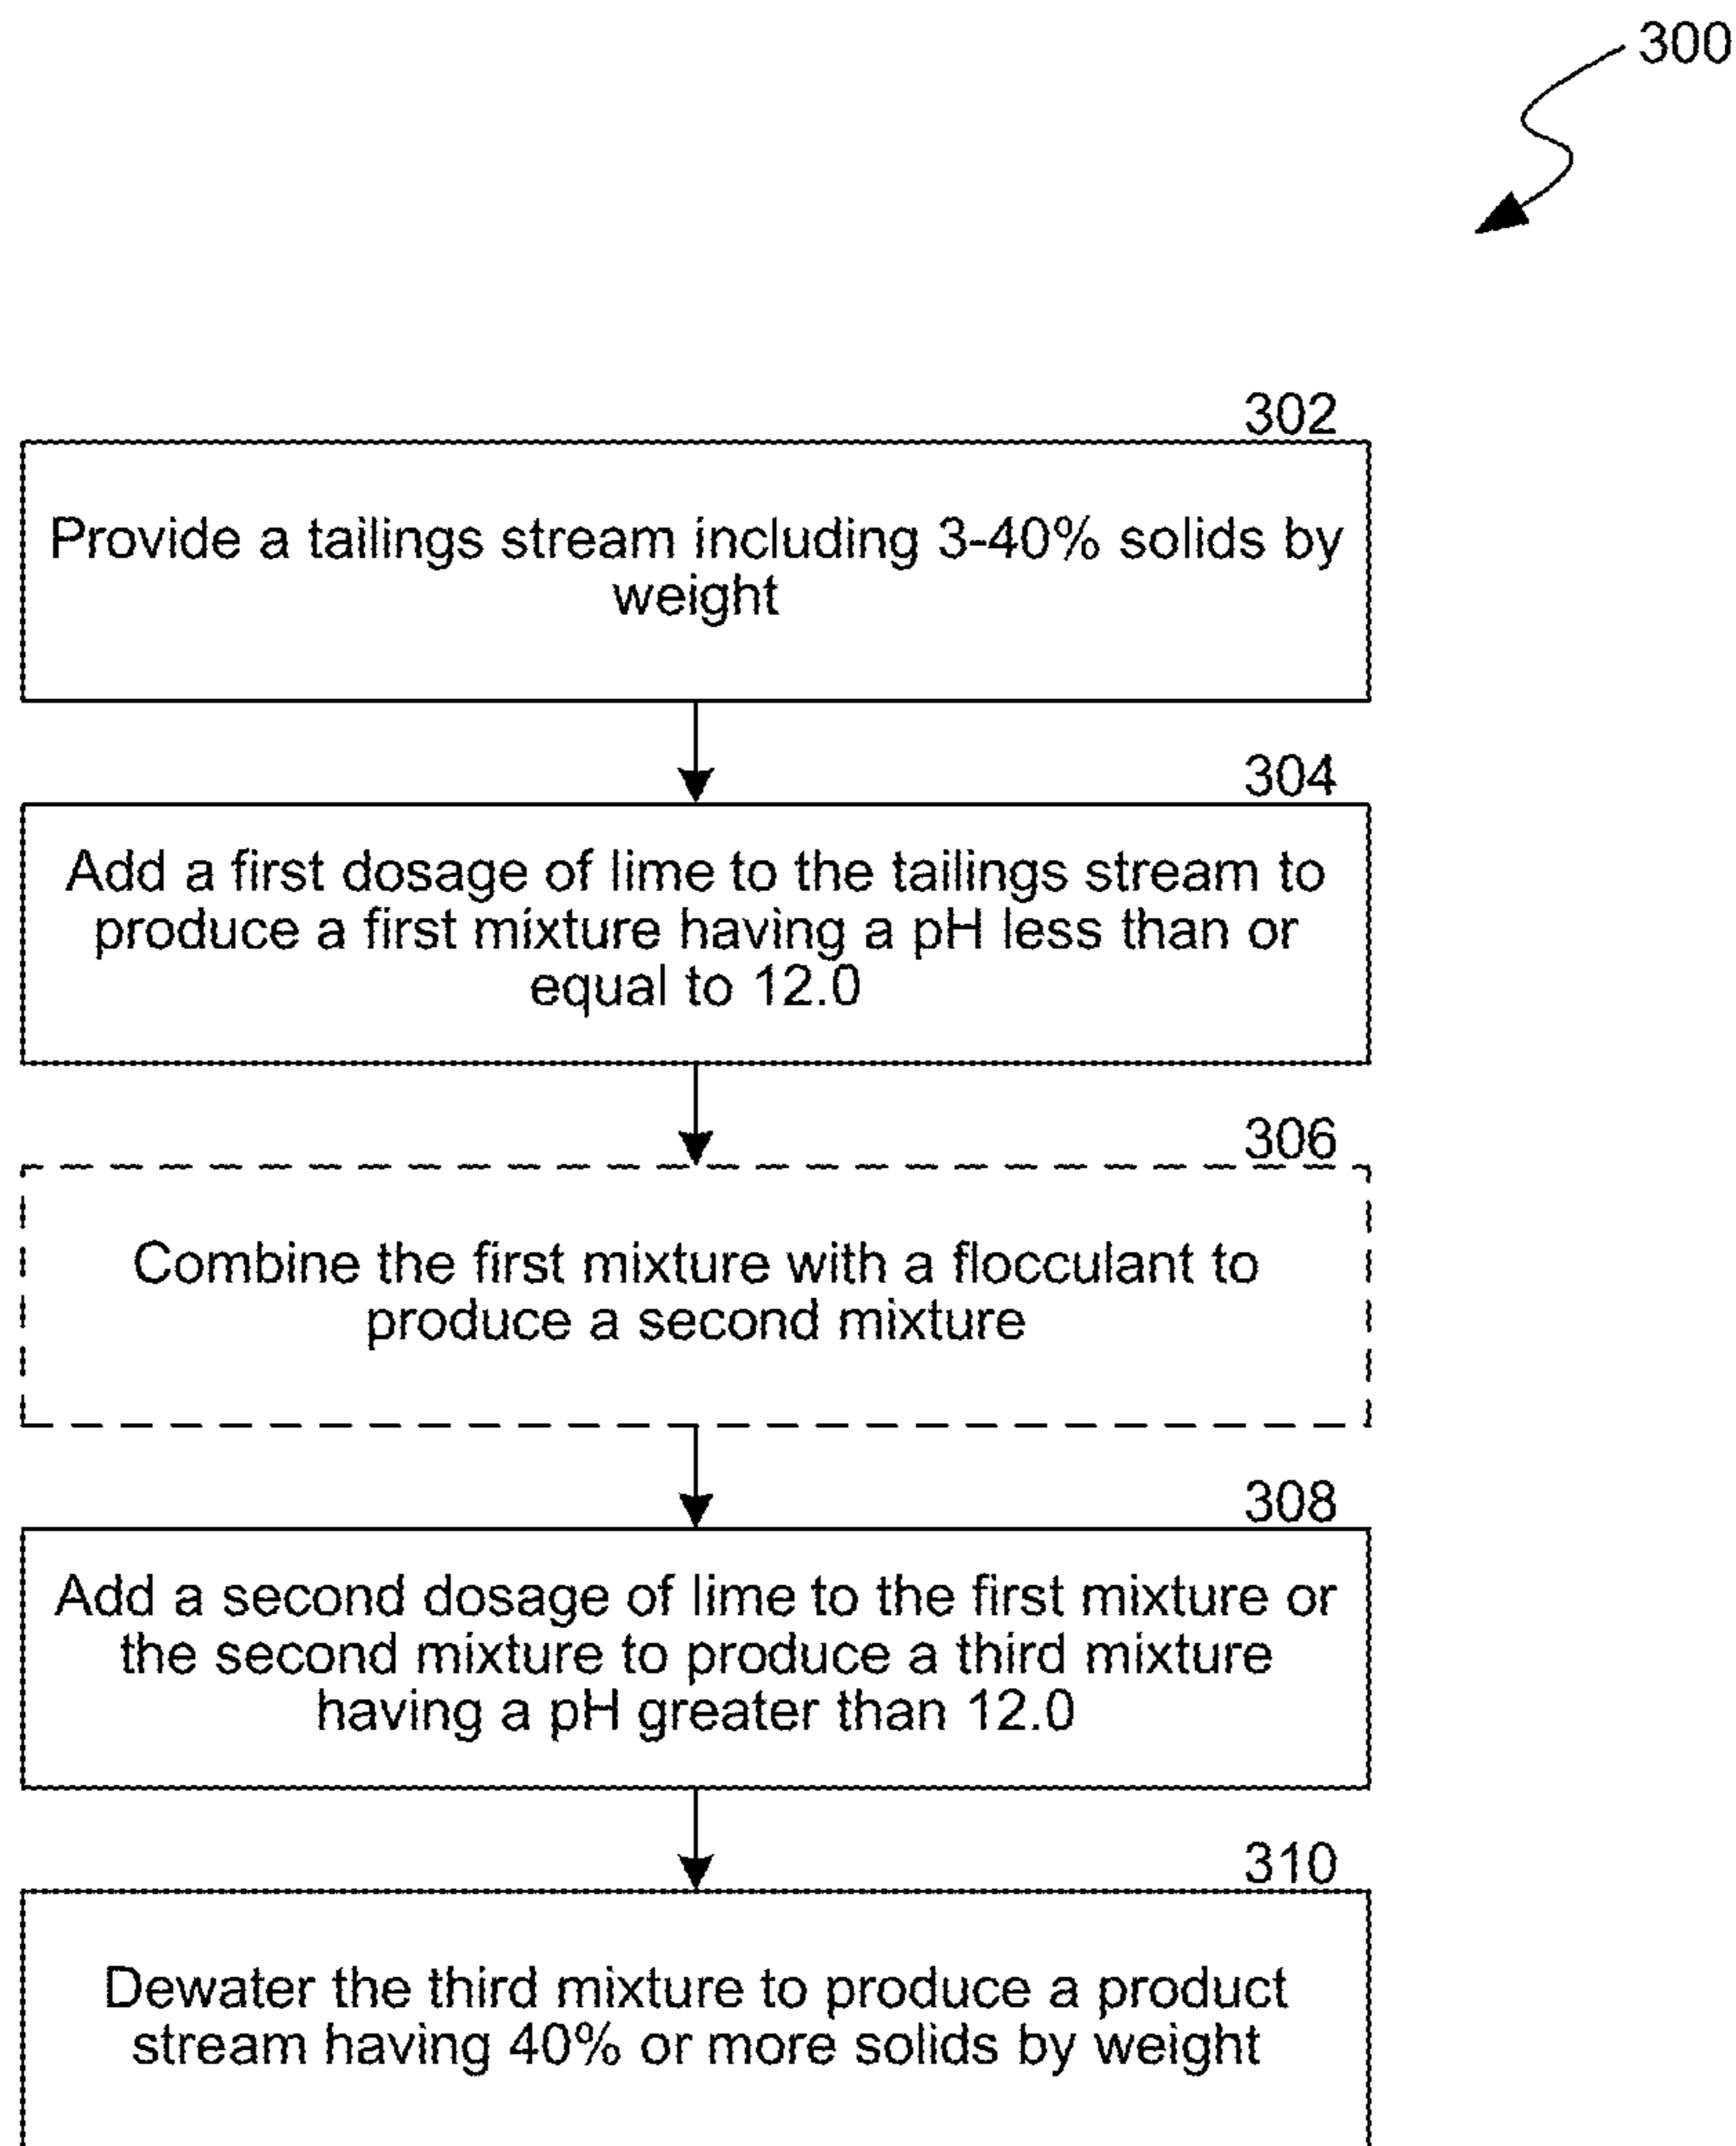 300
302
Provide a tailings stream including 3-40% solids by
weight
304
Add a first dosage of lime to the tailings stream to
produce a first mixture having a pH less than or
equal to 12.0
306
Combine the first mixture with a flocculant to
produce a second mixture
308
Add a second dosage of lime to the first mixture or
the second mixture to produce a third mixture
having a pH greater than 12.0
310
Dewater the third mixture to produce a product
stream having 40% or more solids by weight